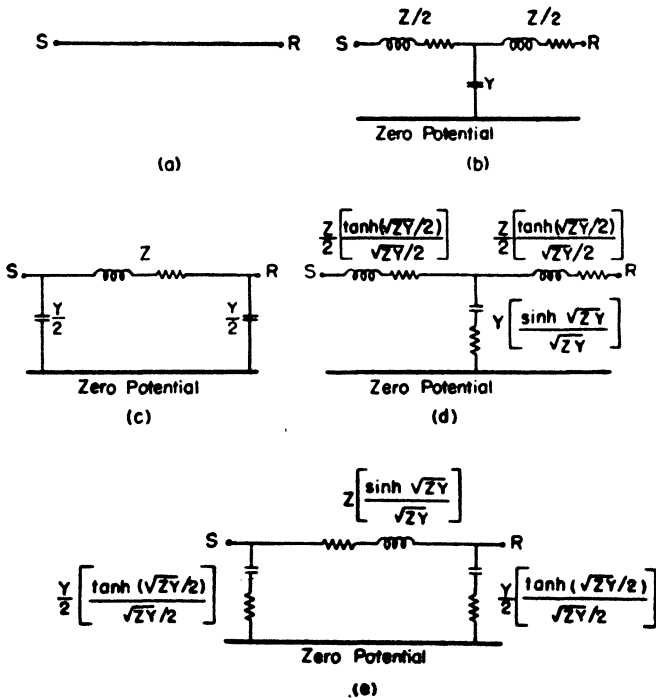 S R
(a)
Z/2 Z/2
S R
Y
Zero Potential
(b)
Z
S R
Y/2 Y/2
Zero Potential
(c)
Z/2 [tanh(√ZY/2) / √ZY/2] Z/2 [tanh(√ZY/2) / √ZY/2]
S R
Y [sinh √ZY / √ZY]
Zero Potential
(d)
Z [sinh √ZY / √ZY]
S R
Y/2 [tanh (√ZY/2) / √ZY/2] Y/2 [tanh (√ZY/2) / √ZY/2]
Zero Potential
(e)